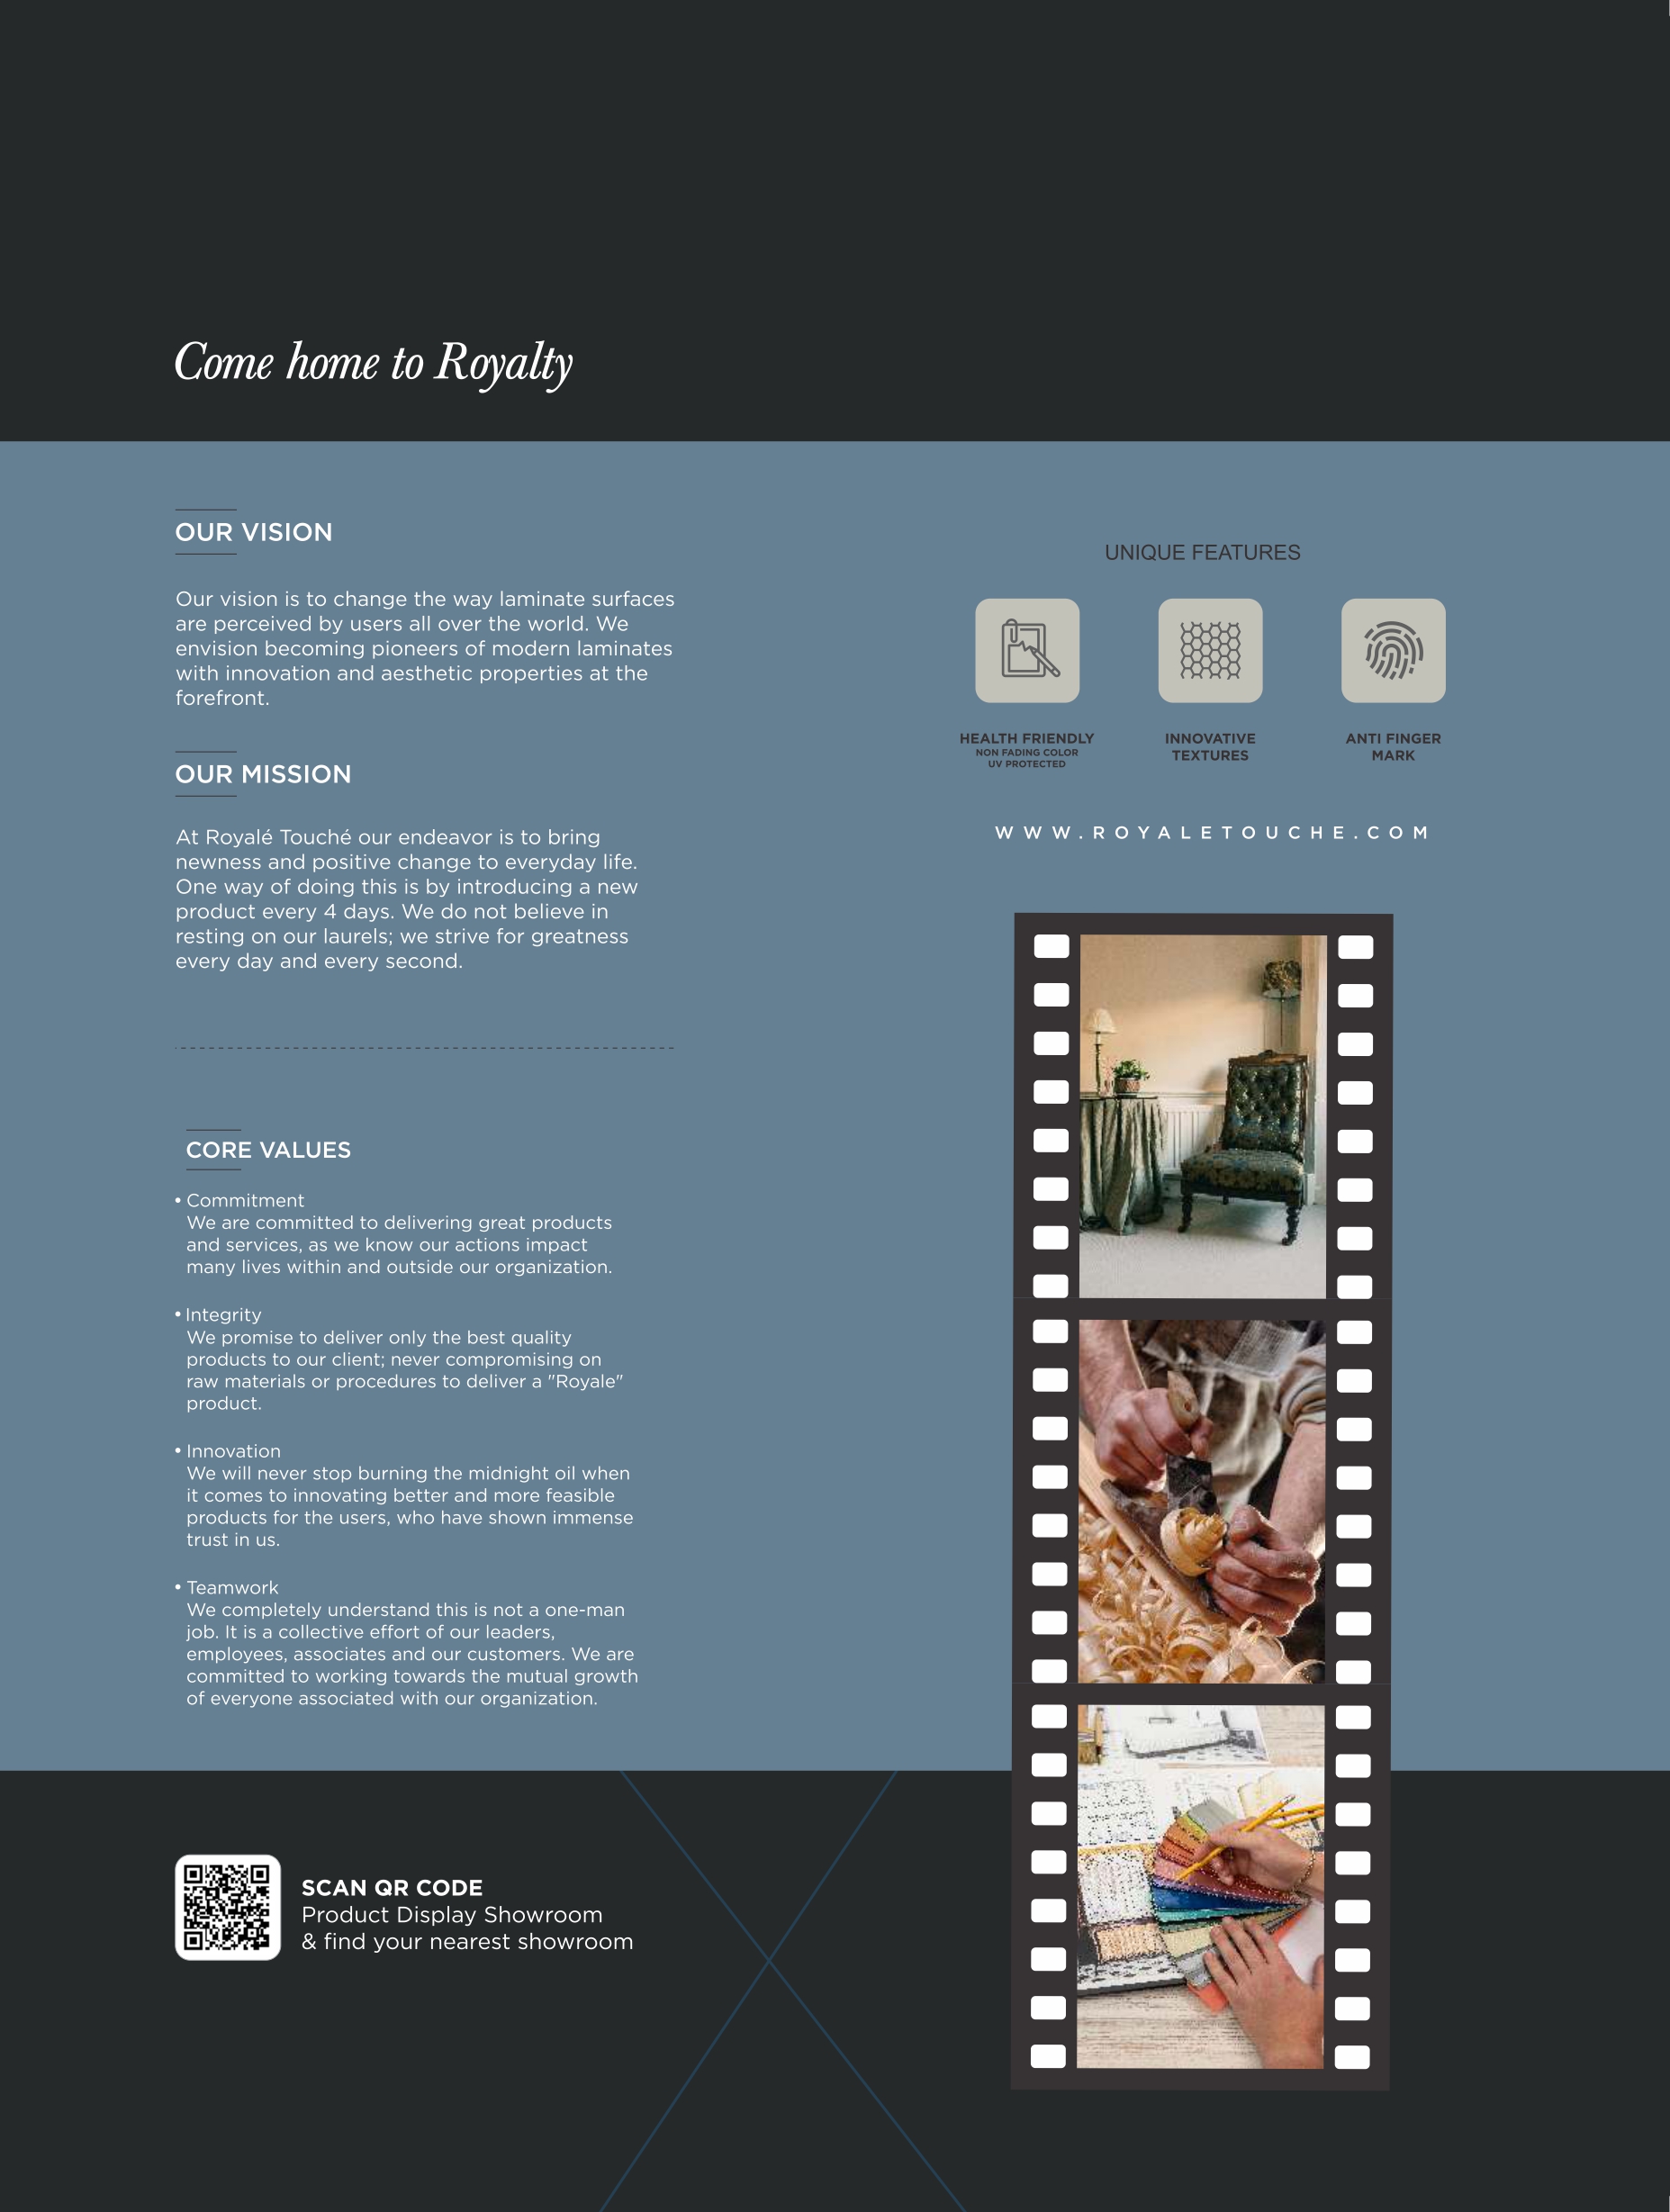 Come home to Royalty
OUR VISION
Our vision is to change the way laminate surfaces
are perceived by users all over the world. We
envision becoming pioneers of modern laminates
with innovation and aesthetic properties at the
forefront.
OUR MISSION
At Royalé Touché our endeavor is to bring
newness and positive change to everyday life.
One way of doing this is by introducing a new
product every 4 days. We do not believe in
resting on our laurels; we strive for greatness
every day and every second.
CORE VALUES
• Commitment
We are committed to delivering great products
and services, as we know our actions impact
many lives within and outside our organization.
• Integrity
We promise to deliver only the best quality
products to our client; never compromising on
raw materials or procedures to deliver a "Royale"
product.
• Innovation
We will never stop burning the midnight oil when
it comes to innovating better and more feasible
products for the users, who have shown immense
trust in us.
• Teamwork
We completely understand this is not a one-man
job. It is a collective effort of our leaders,
employees, associates and our customers. We are
committed to working towards the mutual growth
of everyone associated with our organization.
UNIQUE FEATURES
HEALTH FRIENDLY
NON FADING COLOR
UV PROTECTED
INNOVATIVE
TEXTURES
ANTI FINGER
MARK
WWW.ROYALETOUCHE.COM
SCAN QR CODE
Product Display Showroom
& find your nearest showroom